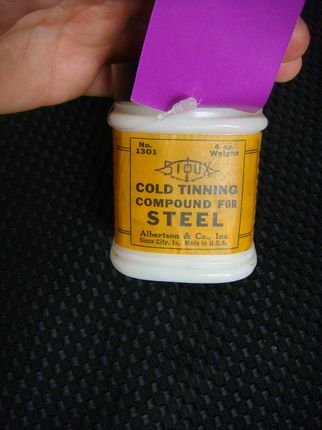 No. 1301
4 oz. Weight
SIOUX
COLD TINNING
COMPOUND FOR
STEEL
Albertson & Co., Inc.
Sioux City, Ia. Made in U.S.A.